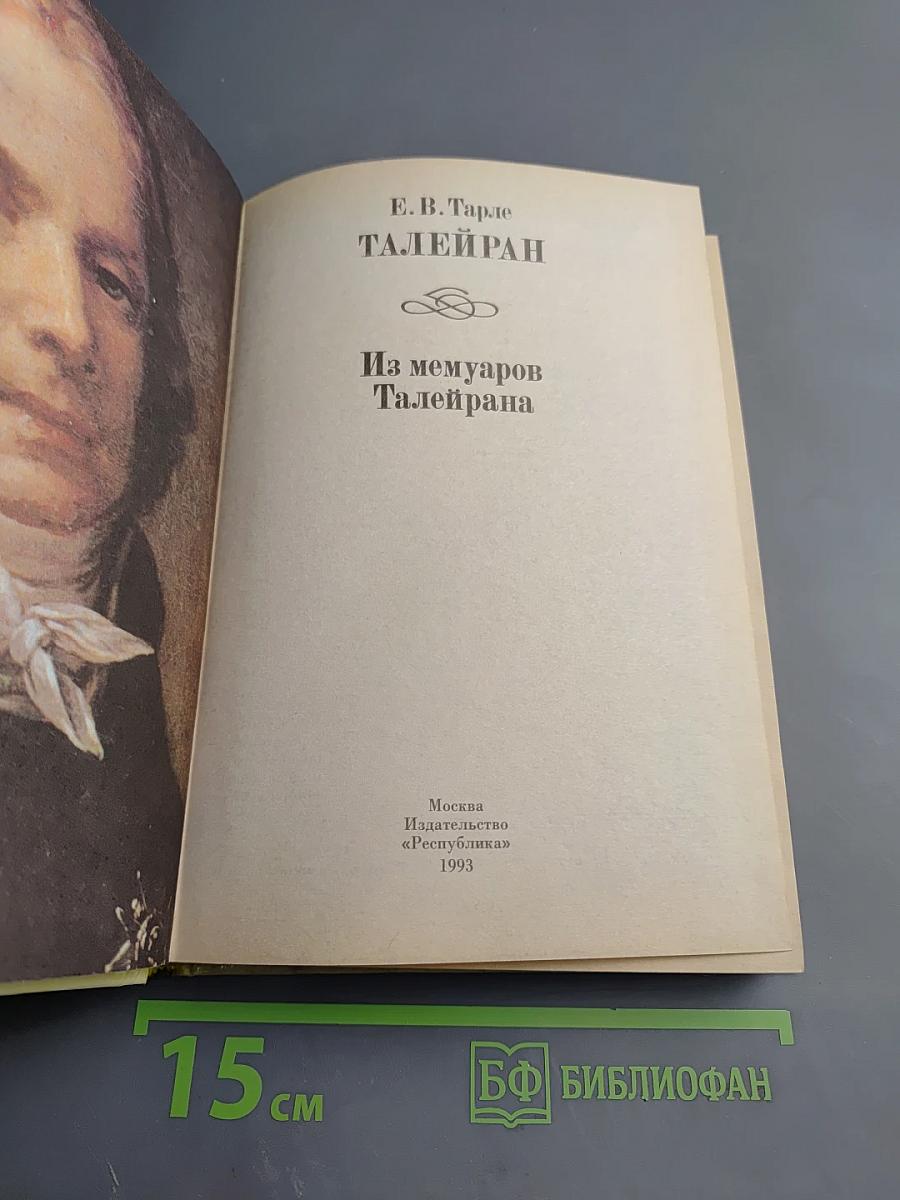 Е. В. Тарле
ТАЛЕЙРАН
Из мемуаров
Талейрана
Москва
Издательство
«Республика»
1993
15 см
БФ БИБЛИОФАН